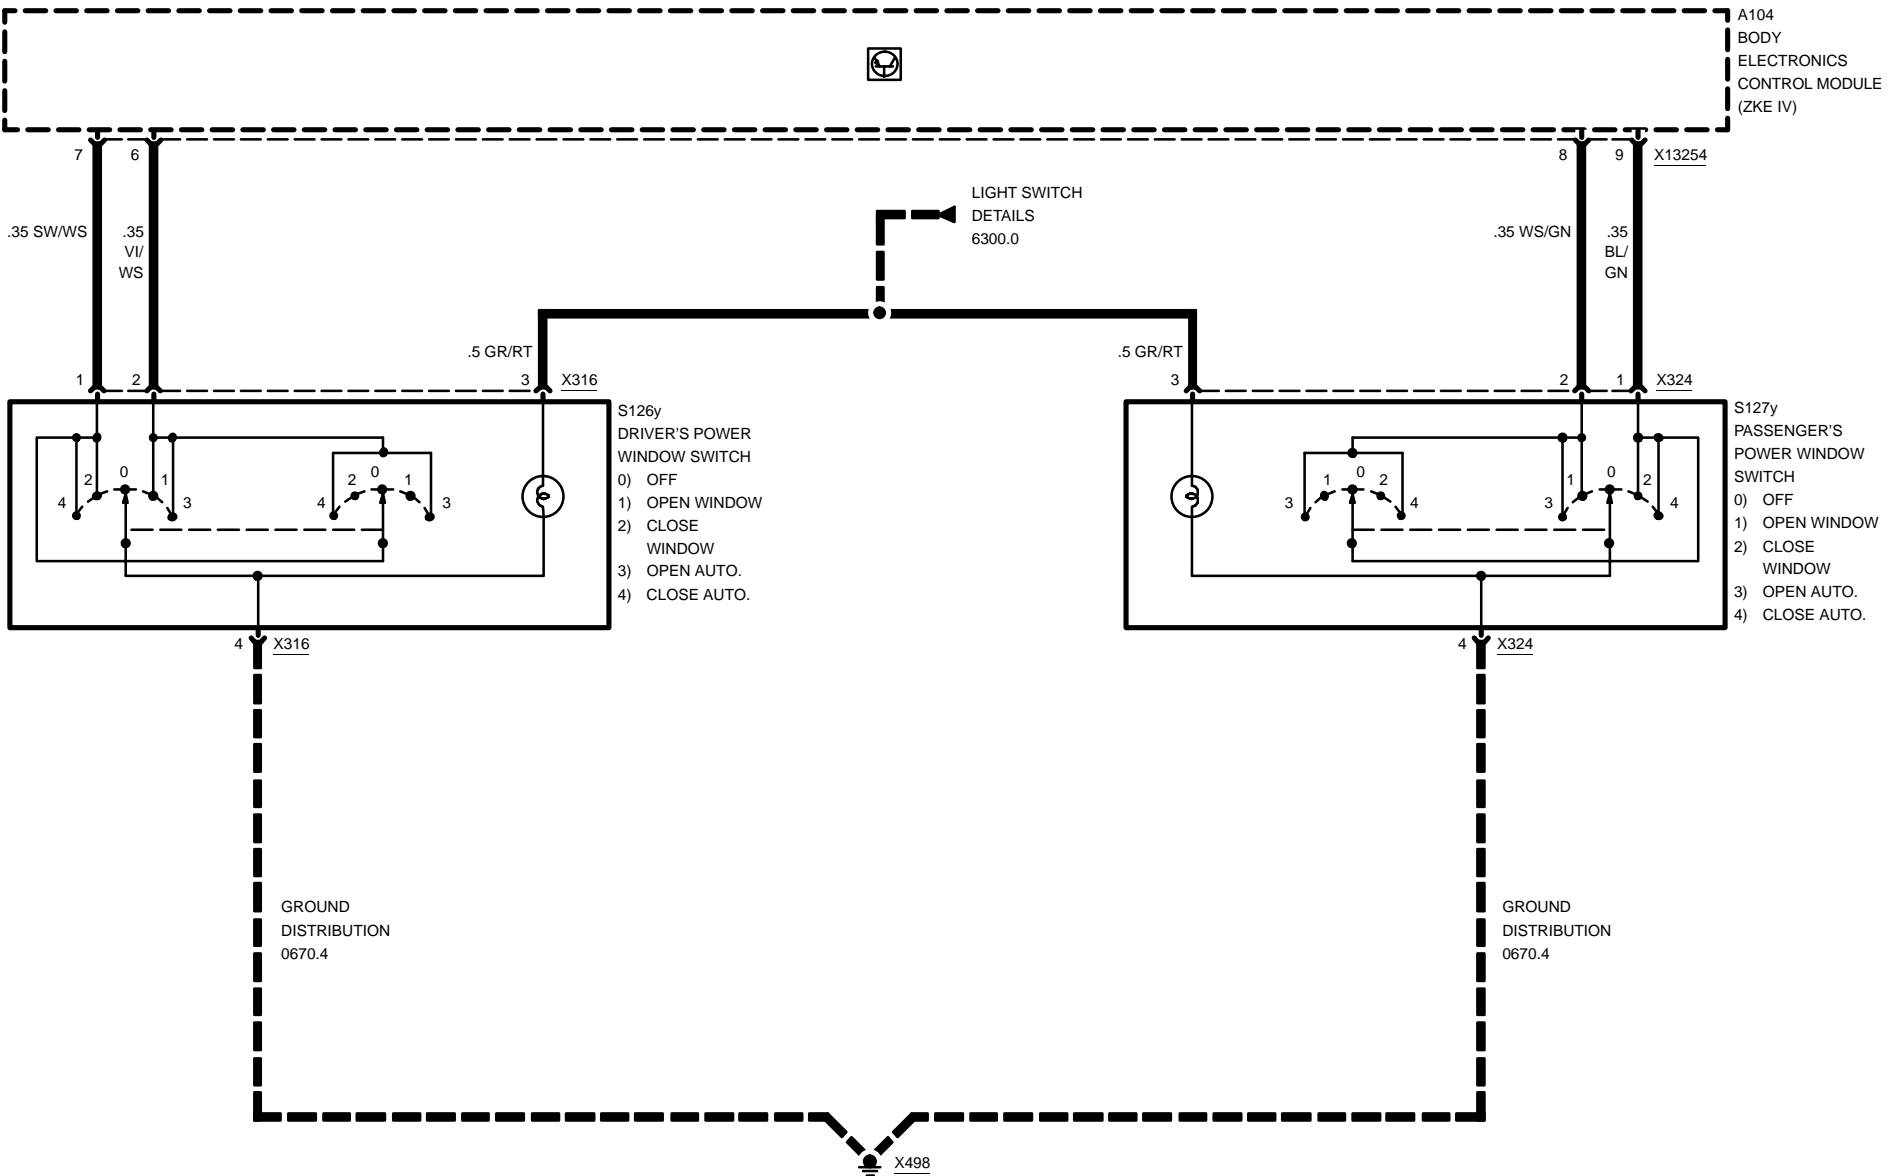 A104
BODY
ELECTRONICS
CONTROL MODULE
(ZKE IV)
7
6
8
9
X13254
LIGHT SWITCH
DETAILS
6300.0
.35 SW/WS
.35
VI/
WS
.35 WS/GN
.35
BL/
GN
.5 GR/RT
.5 GR/RT
1
2
3
X316
3
2
1
X324
S126y
DRIVER'S POWER
WINDOW SWITCH
0) OFF
1) OPEN WINDOW
2) CLOSE
WINDOW
3) OPEN AUTO.
4) CLOSE AUTO.
4
2
0
1
3
4
2
0
1
3
S127y
PASSENGER'S
POWER WINDOW
SWITCH
0) OFF
1) OPEN WINDOW
2) CLOSE
WINDOW
3) OPEN AUTO.
4) CLOSE AUTO.
3
1
0
2
4
3
1
0
2
4
4
X316
4
X324
GROUND
DISTRIBUTION
0670.4
GROUND
DISTRIBUTION
0670.4
X498